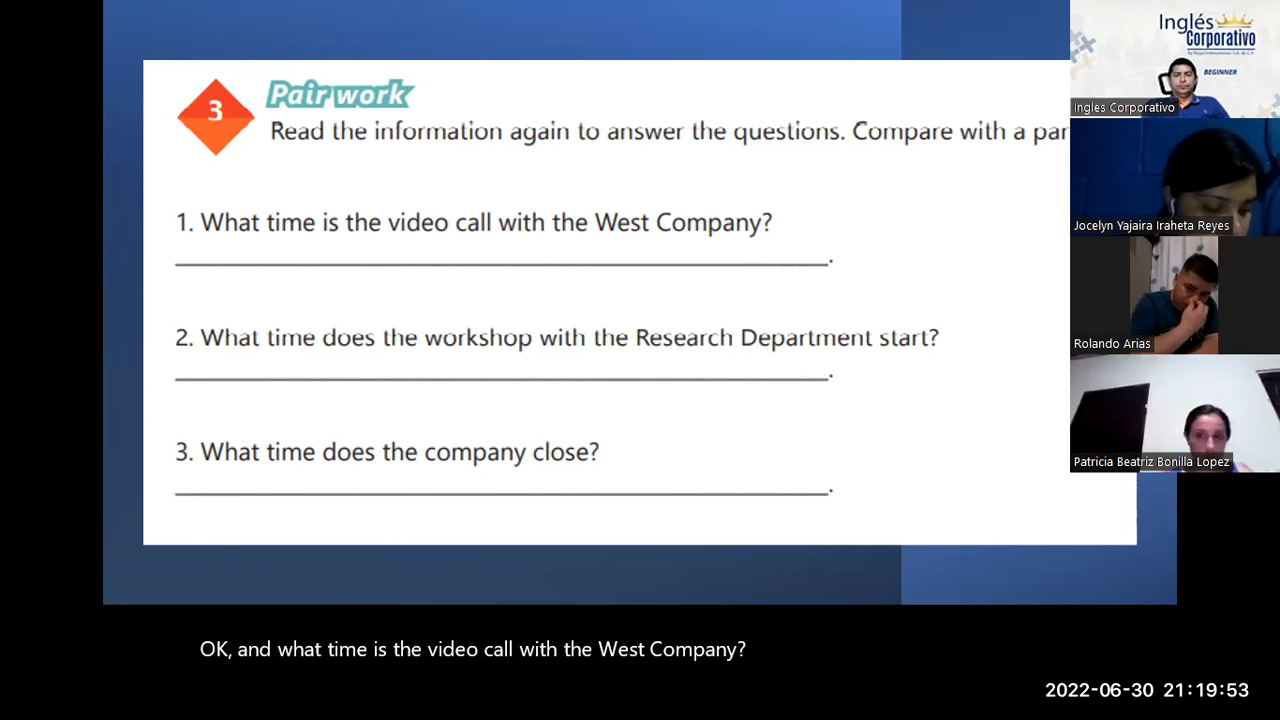 3
Pair work
Read the information again to answer the questions. Compare with a par
1. What time is the video call with the West Company?
.
2. What time does the workshop with the Research Department start?
.
3. What time does the company close?
.
Inglés
Corporativo
BEGINNER
Ingles Corporativo
Jocelyn Yajaira Iraheta Reyes
Rolando Arias
Patricia Beatriz Bonilla Lopez
OK, and what time is the video call with the West Company?
2022-06-30 21:19:53